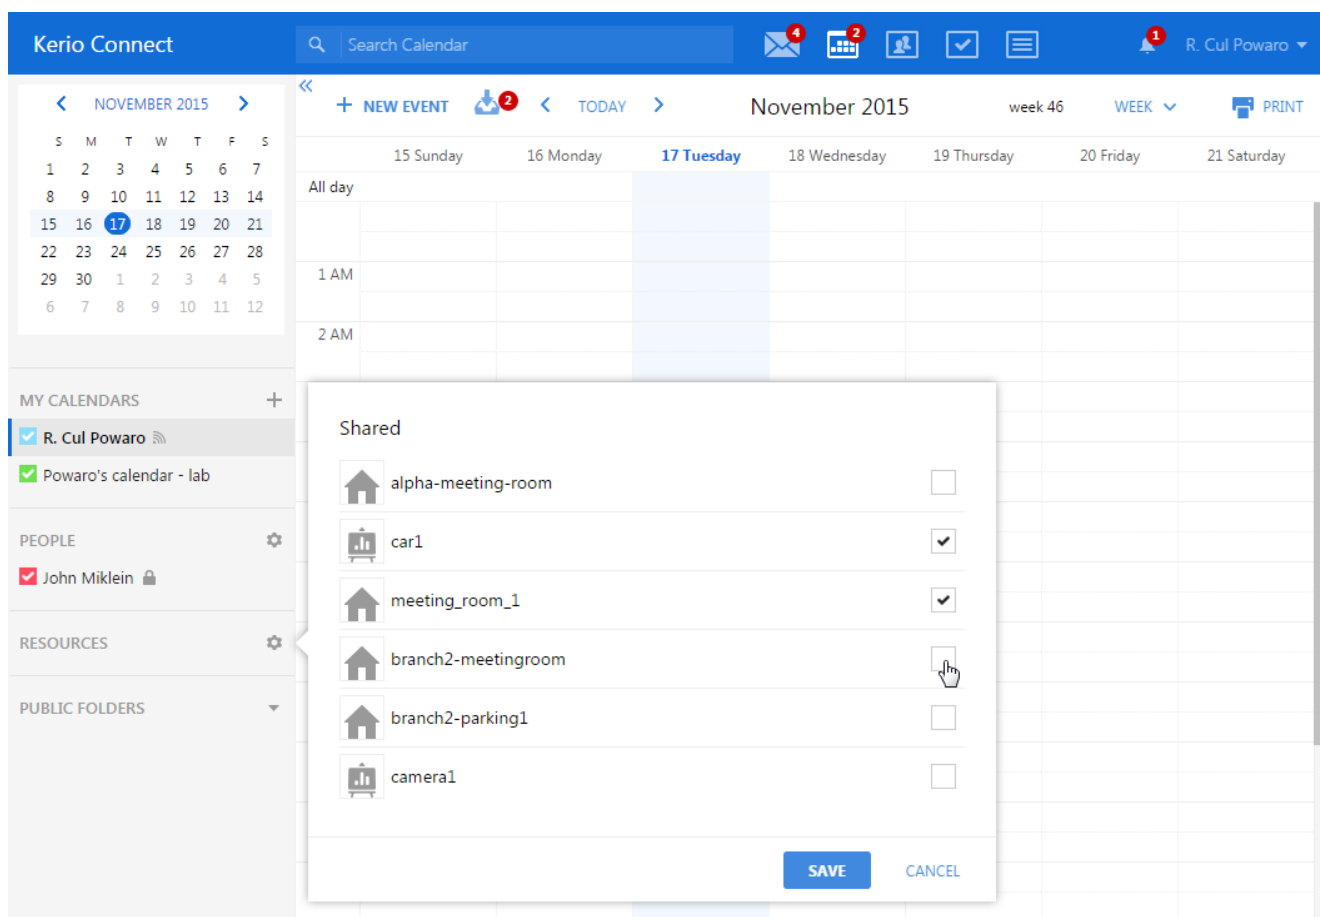 Kerio Connect
Search Calendar
4
2
1
R. Cul Powaro
NOVEMBER 2015
S M T W T F S
1 2 3 4 5 6 7
8 9 10 11 12 13 14
15 16 17 18 19 20 21
22 23 24 25 26 27 28
29 30 1 2 3 4 5
6 7 8 9 10 11 12
MY CALENDARS
R. Cul Powaro
Powaro's calendar - lab
PEOPLE
John Miklein
RESOURCES
PUBLIC FOLDERS
NEW EVENT
2
TODAY
November 2015
week 46
WEEK
PRINT
15 Sunday
16 Monday
17 Tuesday
18 Wednesday
19 Thursday
20 Friday
21 Saturday
All day
1 AM
2 AM
Shared
alpha-meeting-room
car1
meeting_room_1
branch2-meetingroom
branch2-parking1
camera1
SAVE
CANCEL